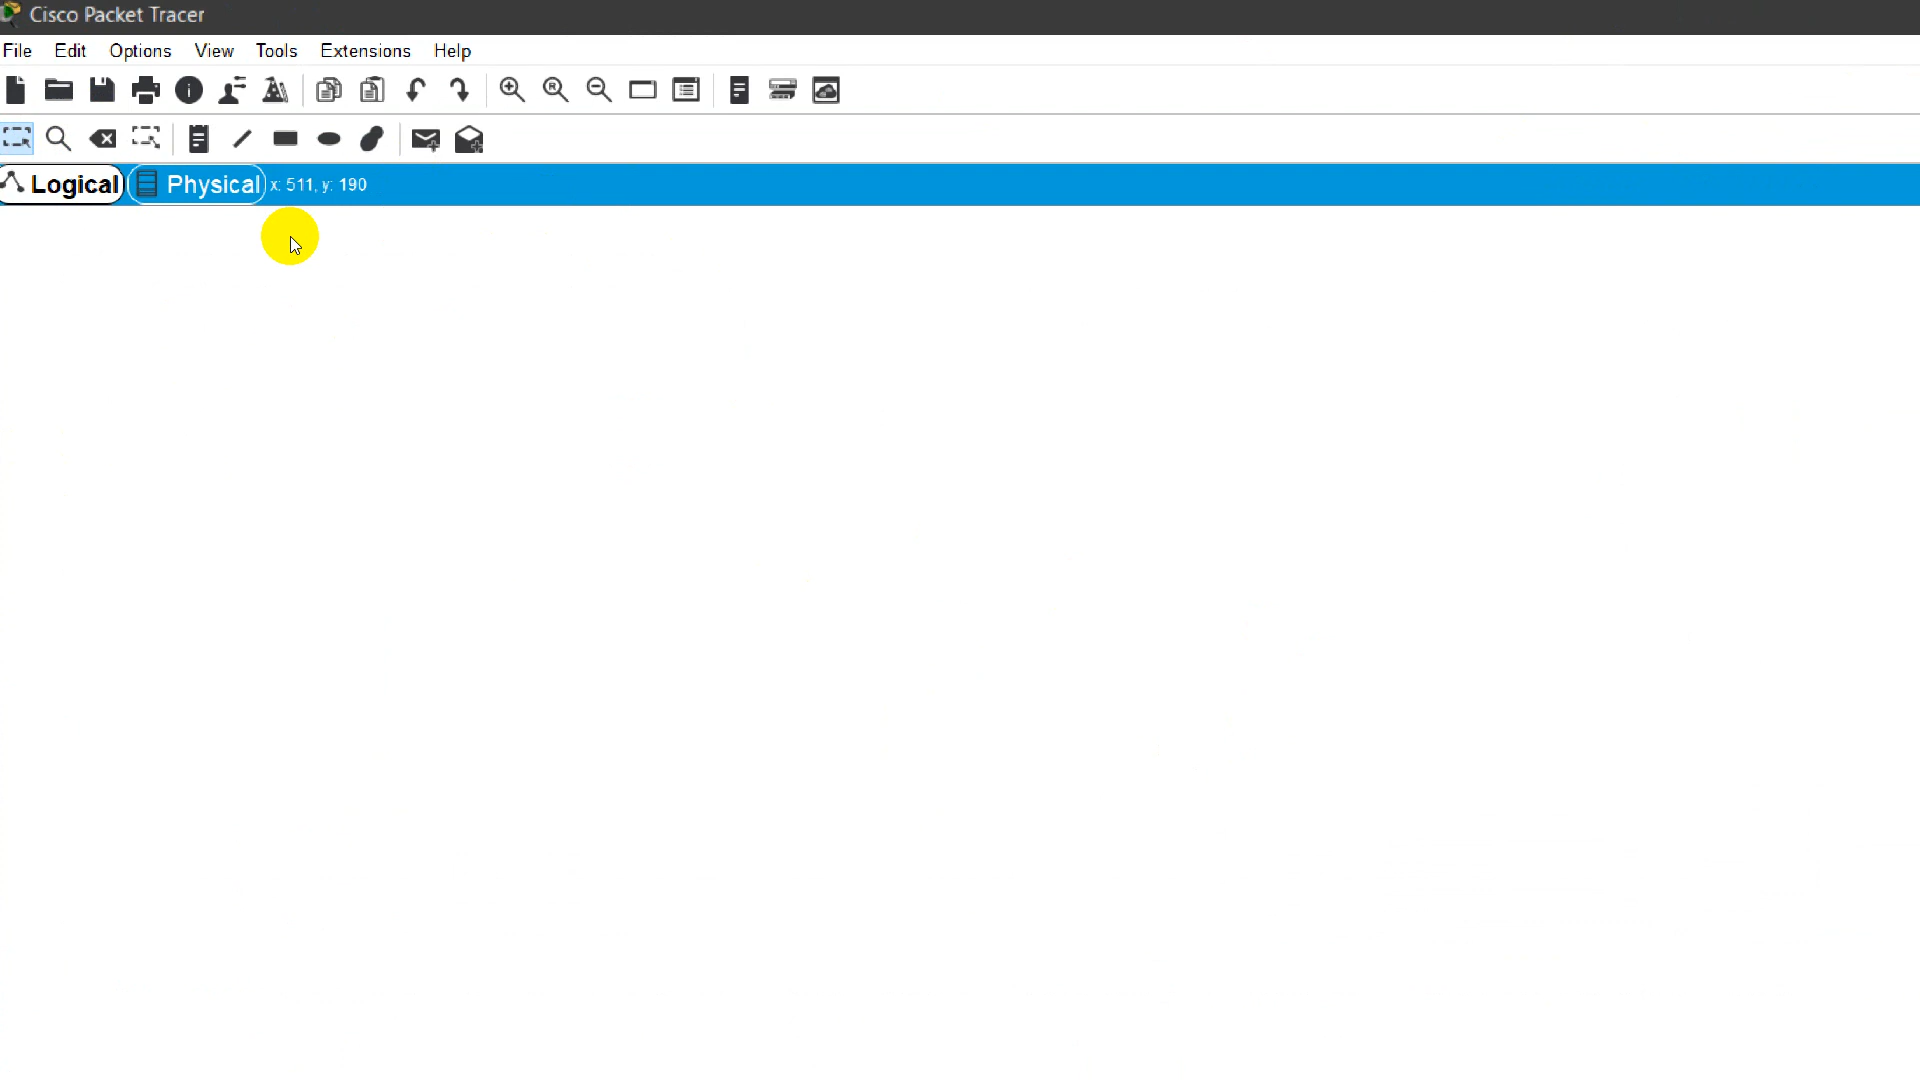 Cisco Packet Tracer
File Edit Options View Tools Extensions Help
Logical Physical x: 511, y: 190